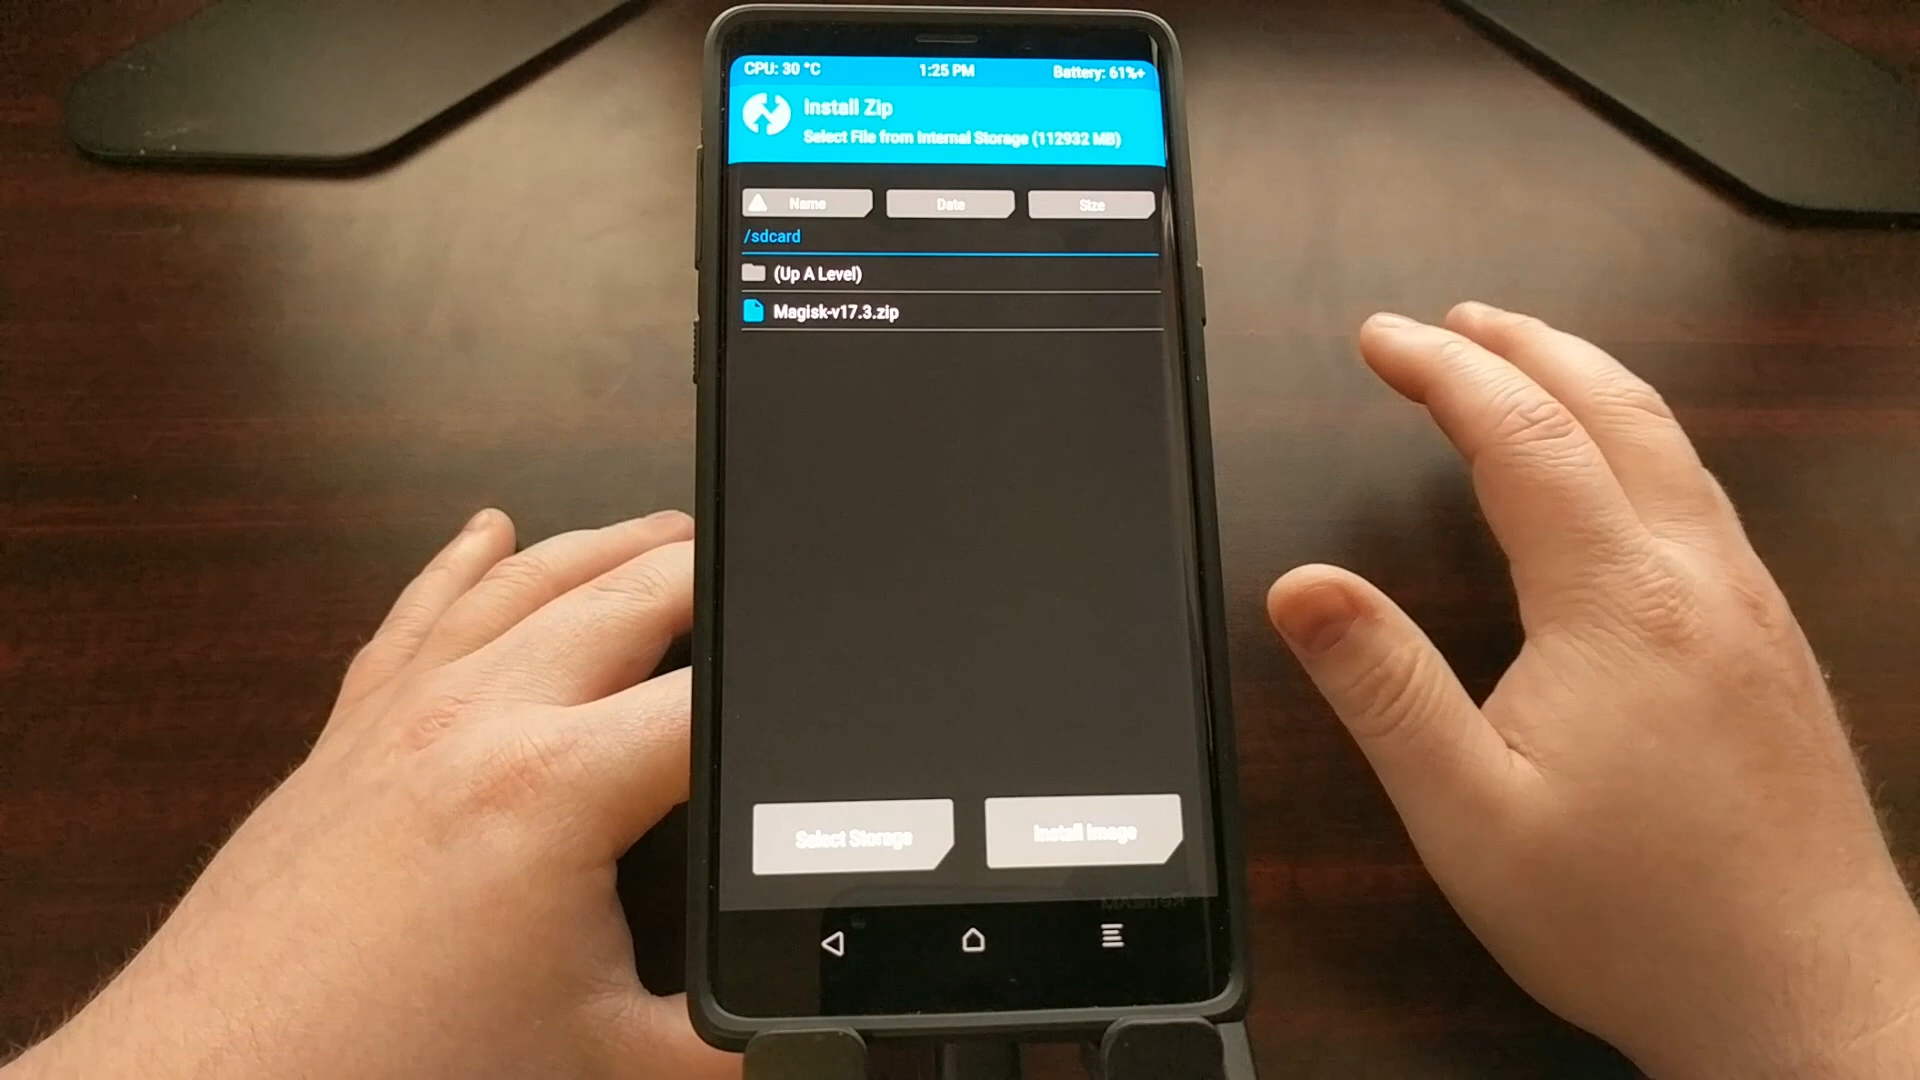 CPU: 30 °C 1:25 PM Battery: 61%+
Install Zip
Select File from Internal Storage (112932 MB)
Name Date Size
/sdcard
(Up A Level)
Magisk-v17.3.zip
Select Storage Install Image